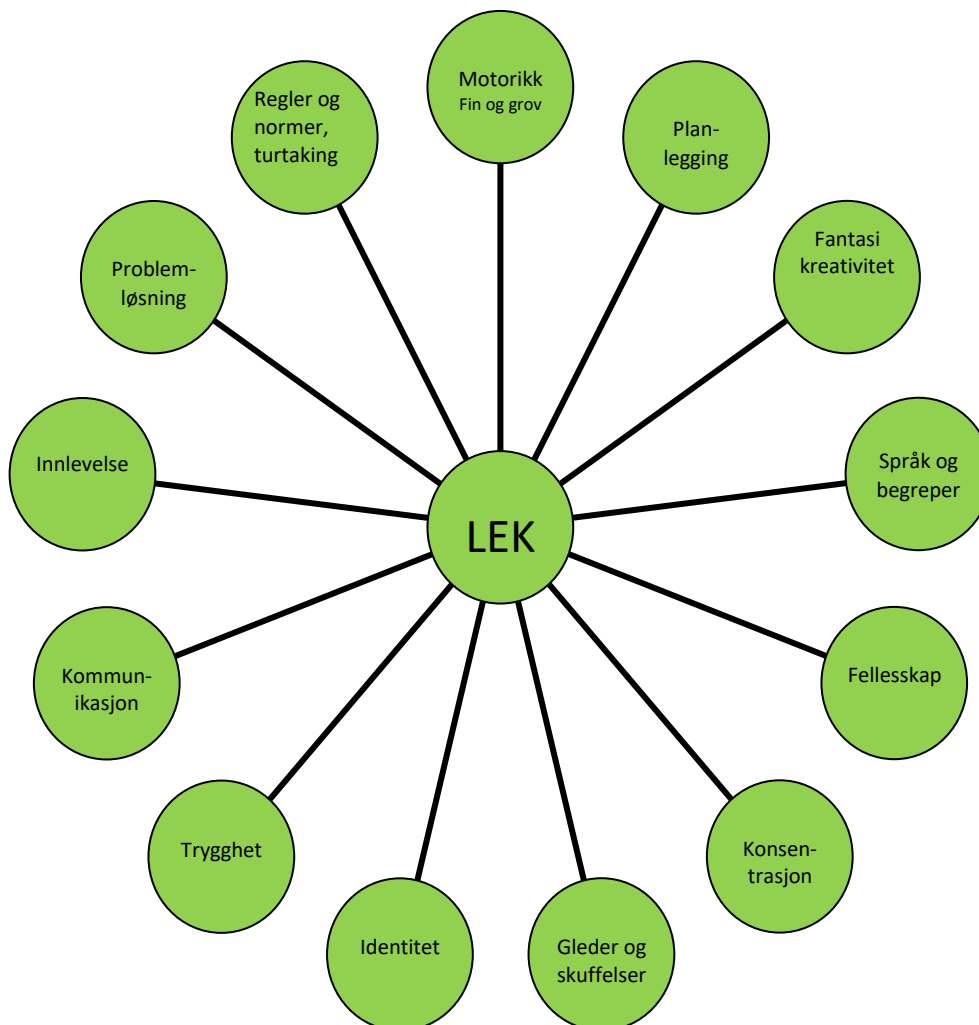 Motorikk
Fin og grov
Plan-
legging
Fantasi
kreativitet
Språk og
begreper
Fellesskap
Konsen-
trasjon
Gleder og
skuffelser
Identitet
Trygghet
Kommun-
ikasjon
Innlevelse
Problem-
løsning
Regler og
normer,
turtaking
LEK